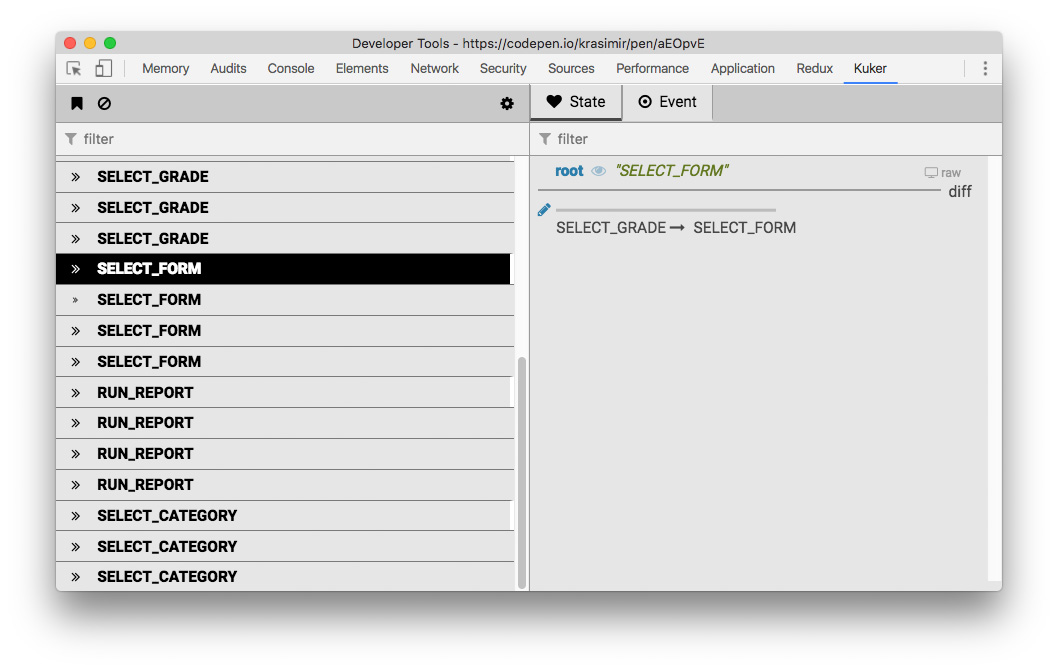 Developer Tools - https://codepen.io/krasimir/pen/aEOpvE
Memory Audits Console Elements Network Security Sources Performance Application Redux Kuker
State Event
filter
SELECT_GRADE
SELECT_GRADE
SELECT_GRADE
SELECT_FORM
SELECT_FORM
SELECT_FORM
SELECT_FORM
RUN_REPORT
RUN_REPORT
RUN_REPORT
RUN_REPORT
SELECT_CATEGORY
SELECT_CATEGORY
SELECT_CATEGORY
filter
root "SELECT_FORM" raw
diff
SELECT_GRADE → SELECT_FORM